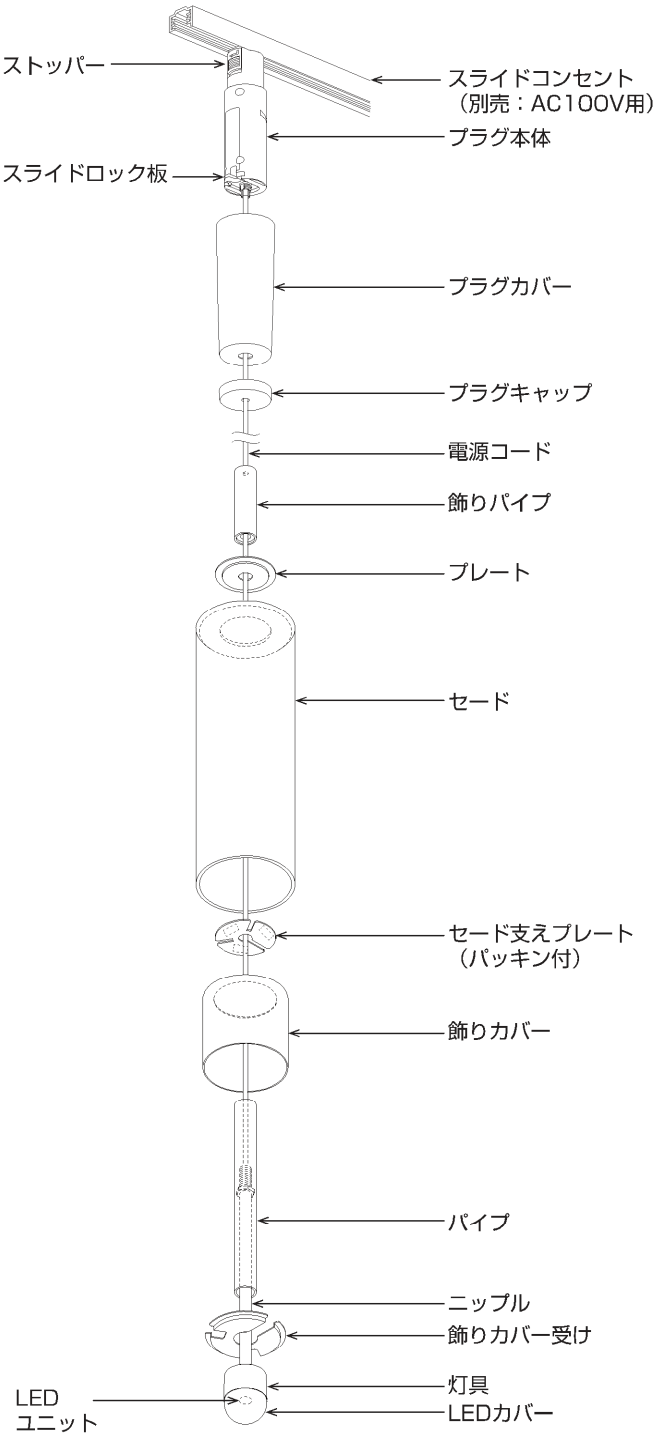 ストッパー
スライドコンセント
（別売：AC100V用）
プラグ本体
スライドロック板
プラグカバー
プラグキャップ
電源コード
飾りパイプ
プレート
セード
セード支えプレート
（パッキン付）
飾りカバー
パイプ
ニップル
飾りカバー受け
灯具
LED
ユニット
LEDカバー